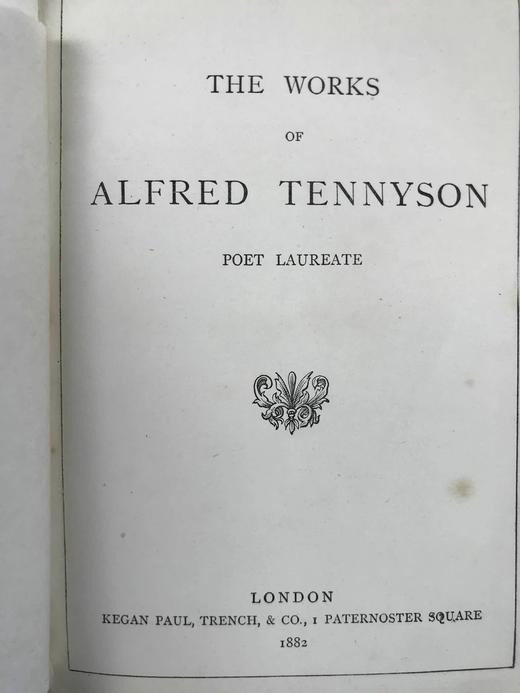 THE WORKS
OF
ALFRED TENNYSON
POET LAUREATE
LONDON
KEGAN PAUL, TRENCH, & CO., 1 PATERNOSTER SQUARE
1882